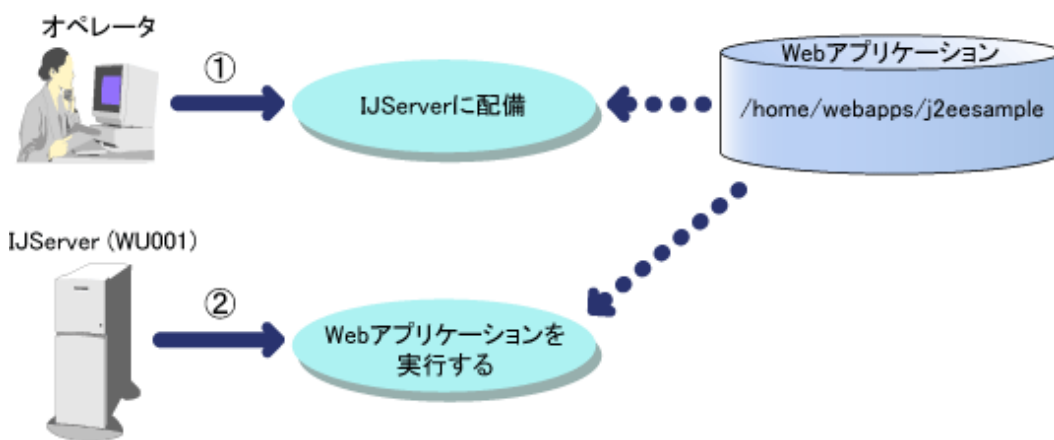 オペレータ
①
IJServerに配備
Webアプリケーション
/home/webapps/j2eesample
IJServer (WU001)
②
Webアプリケーションを
実行する